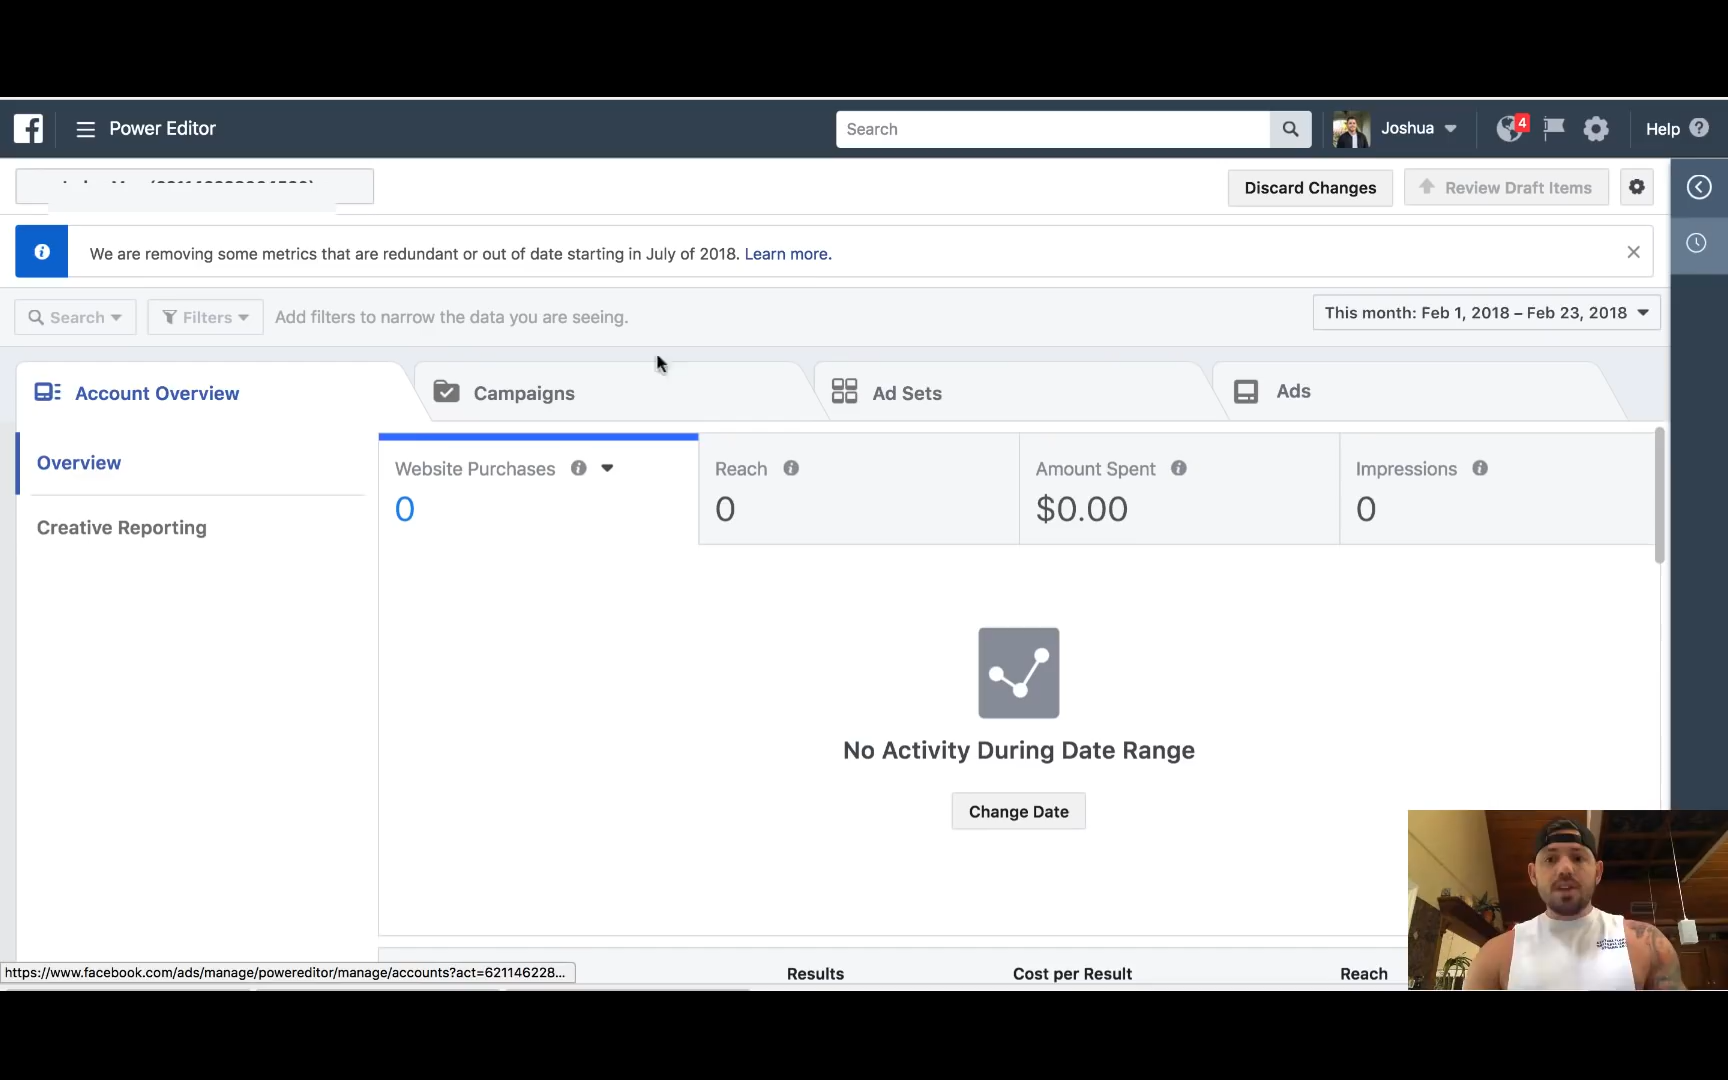 Power Editor
Search
Joshua
4
Help
Discard Changes
Review Draft Items
We are removing some metrics that are redundant or out of date starting in July of 2018. Learn more.
Search
Filters
Add filters to narrow the data you are seeing.
This month: Feb 1, 2018 – Feb 23, 2018
Account Overview
Campaigns
Ad Sets
Ads
Overview
Creative Reporting
Website Purchases
0
Reach
0
Amount Spent
$0.00
Impressions
0
No Activity During Date Range
Change Date
https://www.facebook.com/ads/manage/powereditor/manage/accounts?act=621146228...
Results
Cost per Result
Reach